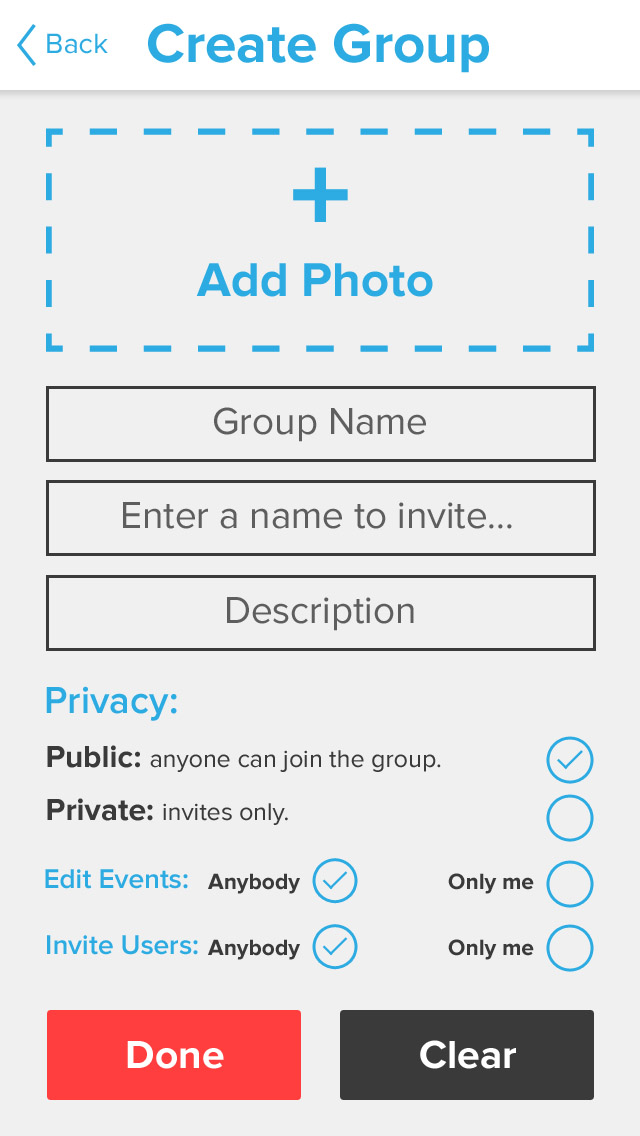 Back Create Group
+
Add Photo
Group Name
Enter a name to invite...
Description
Privacy:
Public: anyone can join the group.
Private: invites only.
Edit Events: Anybody Only me
Invite Users: Anybody Only me
Done Clear